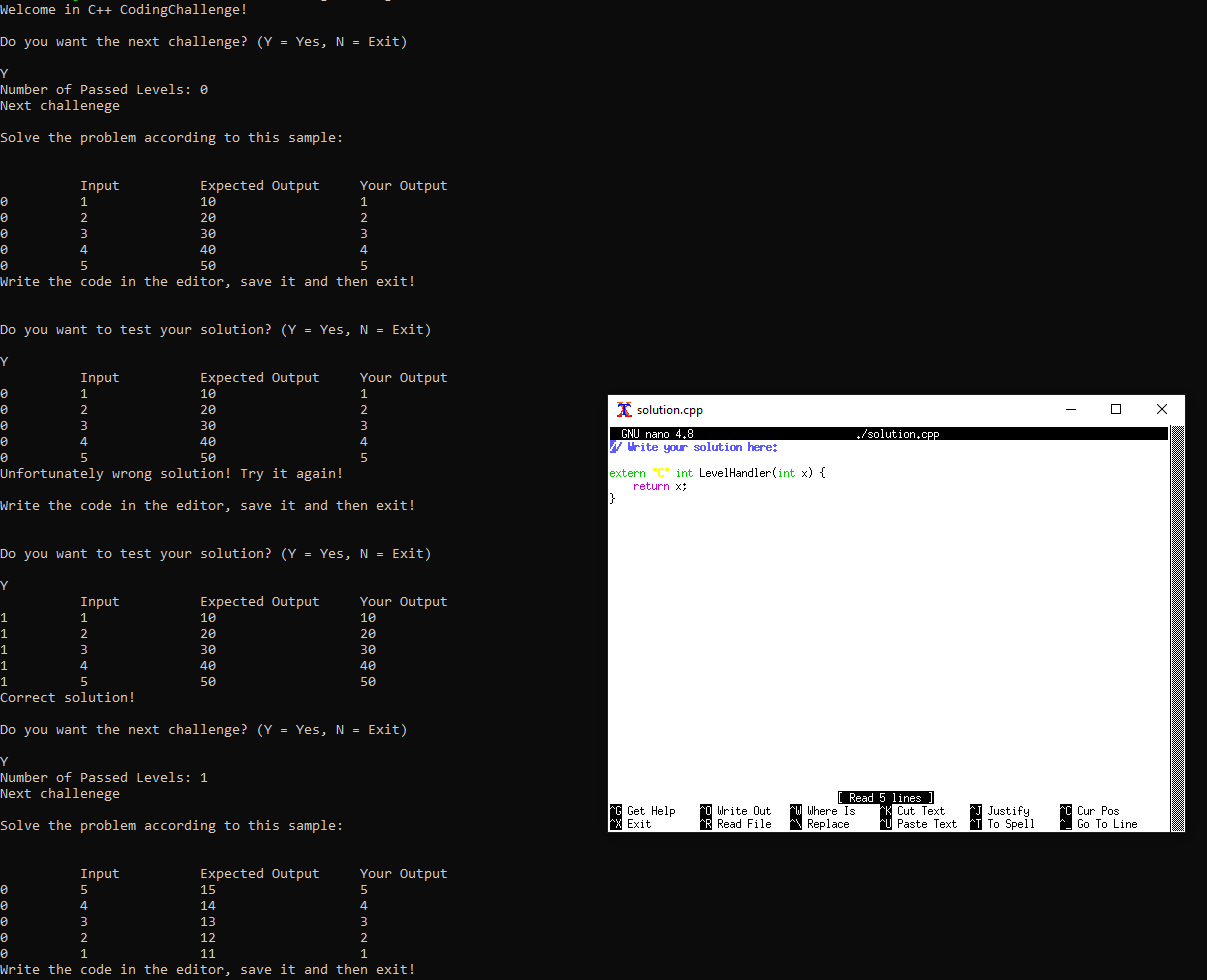 Welcome in C++ CodingChallenge!
Do you want the next challenge? (Y = Yes, N = Exit)
Y
Number of Passed Levels: 0
Next challenege
Solve the problem according to this sample:
Input Expected Output Your Output
0 1 10 1
0 2 20 2
0 3 30 3
0 4 40 4
0 5 50 5
Write the code in the editor, save it and then exit!
Do you want to test your solution? (Y = Yes, N = Exit)
Y
Input Expected Output Your Output
0 1 10 1
0 2 20 2
0 3 30 3
0 4 40 4
0 5 50 5
Unfortunately wrong solution! Try it again!
Write the code in the editor, save it and then exit!
Do you want to test your solution? (Y = Yes, N = Exit)
Y
Input Expected Output Your Output
1 1 10 10
1 2 20 20
1 3 30 30
1 4 40 40
1 5 50 50
Correct solution!
Do you want the next challenge? (Y = Yes, N = Exit)
Y
Number of Passed Levels: 1
Next challenege
Solve the problem according to this sample:
Input Expected Output Your Output
0 5 15 5
0 4 14 4
0 3 13 3
0 2 12 2
0 1 11 1
Write the code in the editor, save it and then exit!
solution.cpp
GNU nano 4.8 ./solution.cpp
// Write your solution here:
extern "C" int LevelHandler(int x) {
return x;
}
[ Read 5 lines ]
^G Get Help ^O Write Out ^W Where Is ^K Cut Text ^J Justify ^C Cur Pos
^X Exit ^R Read File ^\ Replace ^U Paste Text ^T To Spell ^_ Go To Line